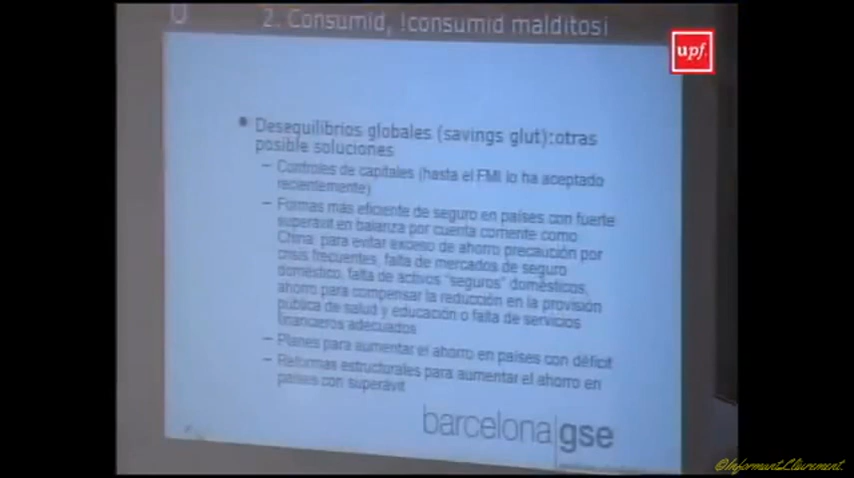 2. Consumid, !consumid malditos¡
upf.
• Desequilibrios globales (savings glut):otras
posible soluciones
– Controles de capitales (hasta el FMI lo ha aceptado
recientemente)
– Formas más eficiente de seguro en países con fuerte
superávit en balanza por cuenta corriente como
China: para evitar exceso de ahorro precaución por
crisis frecuentes, falta de mercados de seguro
doméstico, falta de activos "seguros" domésticos,
ahorro para compensar la reducción en la provisión
pública de salud y educación o falta de servicios
financieros adecuados
– Planes para aumentar el ahorro en países con déficit
– Reformas estructurales para aumentar el ahorro en
países con superávit
barcelona gse
@InformantLliurement.